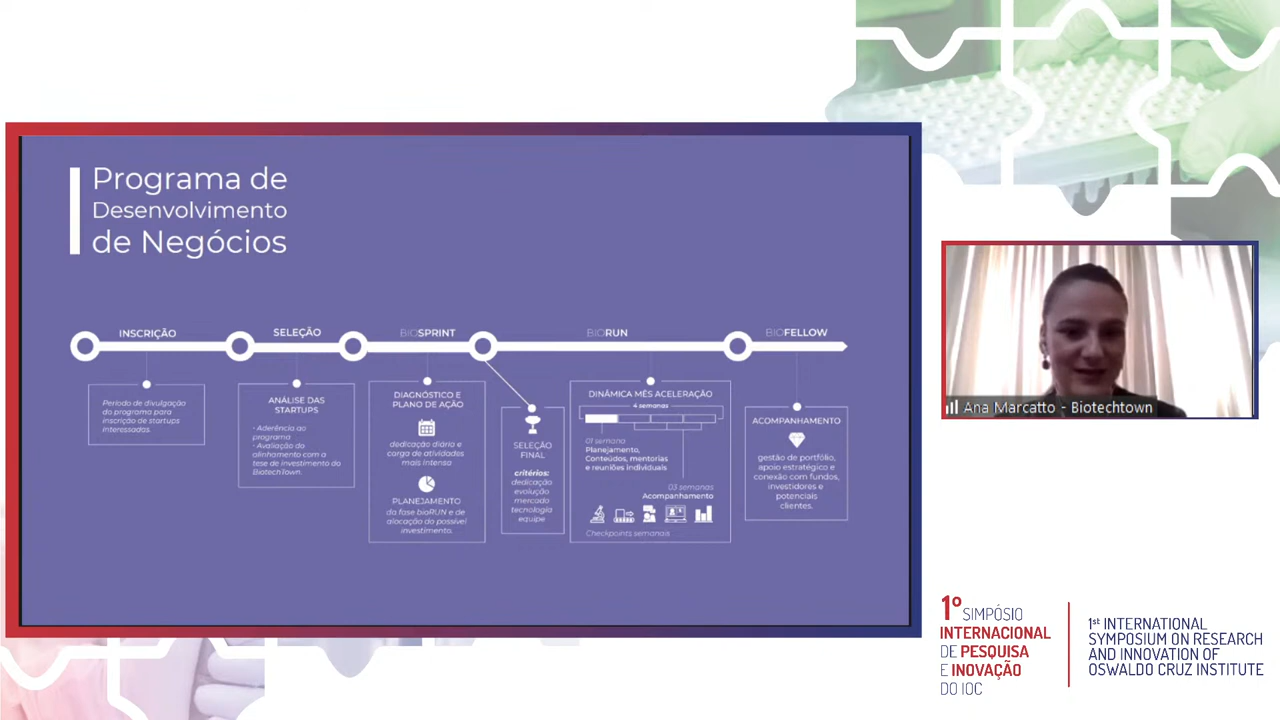 Programa de
Desenvolvimento
de Negócios
INSCRIÇÃO
SELEÇÃO
BIOSPRINT
BIORUN
BIOFELLOW
Período de divulgação
do programa para
inscrição de startups
interessadas.
ANÁLISE DAS
STARTUPS
• Aderência ao
programa
• Avaliação do
alinhamento com a
tese de investimento do
BiotechTown.
DIAGNÓSTICO E
PLANO DE AÇÃO
dedicação diária e
carga de atividades
mais intensa
PLANEJAMENTO
da fase bioRUN e de
alocação do possível
investimento.
SELEÇÃO
FINAL
critérios:
dedicação
evolução
mercado
tecnologia
equipe
DINÂMICA MÊS ACELERAÇÃO
4 semanas
01 semana
Planejamento,
Conteúdos, mentorias
e reuniões individuais
03 semanas
Acompanhamento
Checkpoints semanais
ACOMPANHAMENTO
gestão de portfólio,
apoio estratégico e
conexão com fundos,
investidores e
potenciais
clientes.
Ana Marcatto - Biotechtown
1º SIMPÓSIO
INTERNACIONAL
DE PESQUISA
E INOVAÇÃO
DO IOC
1st INTERNATIONAL
SYMPOSIUM ON RESEARCH
AND INNOVATION OF
OSWALDO CRUZ INSTITUTE